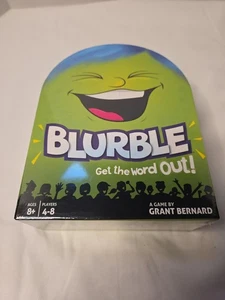 BLURBLE
Get the Word Out!
AGES
8+
PLAYERS
4-8
A GAME BY
GRANT BERNARD